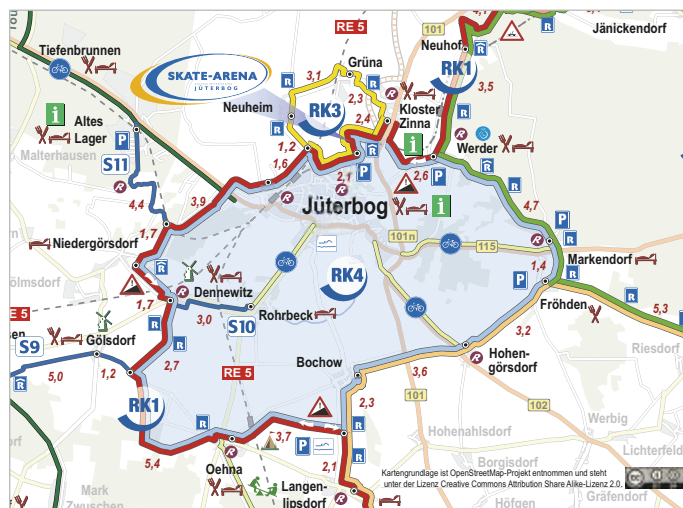 4,7
4,1
Jänickendorf
RE 5
Neuhof
R
Tiefenbrunnen
R
Grüna
3,1
R
RK1
SKATE-ARENA
JÜTERBOG
2,3
R
3,5
i
Neuheim
RK3
2,4
Kloster
Zinna
Altes
Lager
P
R
R
Werder
Malterhausen
1,2
i
R
S11
1,6
R
P
2,6
P
R
2,1
R
4,4
3,9
4,7
Jüterbog
i
P
1,7
R
101n
R
Niedergörsdorf
115
Markendorf
R
RK4
1,4
Dennewitz
P
1,7
R
RE 5
3,0
Rohrbeck
Fröhden
5,3
S10
R
S9
Gölsdorf
R
3,2
R
Hohen-
görsdorf
Riesdorf
2,7
Bochow
3,6
5,0
1,2
RE 5
R
R
2,3
101
102
RK1
R
Werbig
3,7
P
R
Hohenahlsdorf
5,4
R
Lichterfeld
Oehna
2,1
Borgisdorf
R
Kartengrundlage ist OpenStreetMap-Projekt entnommen und steht
unter der Lizenz Creative Commons Attribution Share Alike-Lizenz 2.0.
Mark
Zwuschen
Langen-
lipsdorf
R
101
Höfgen
Gräfendorf